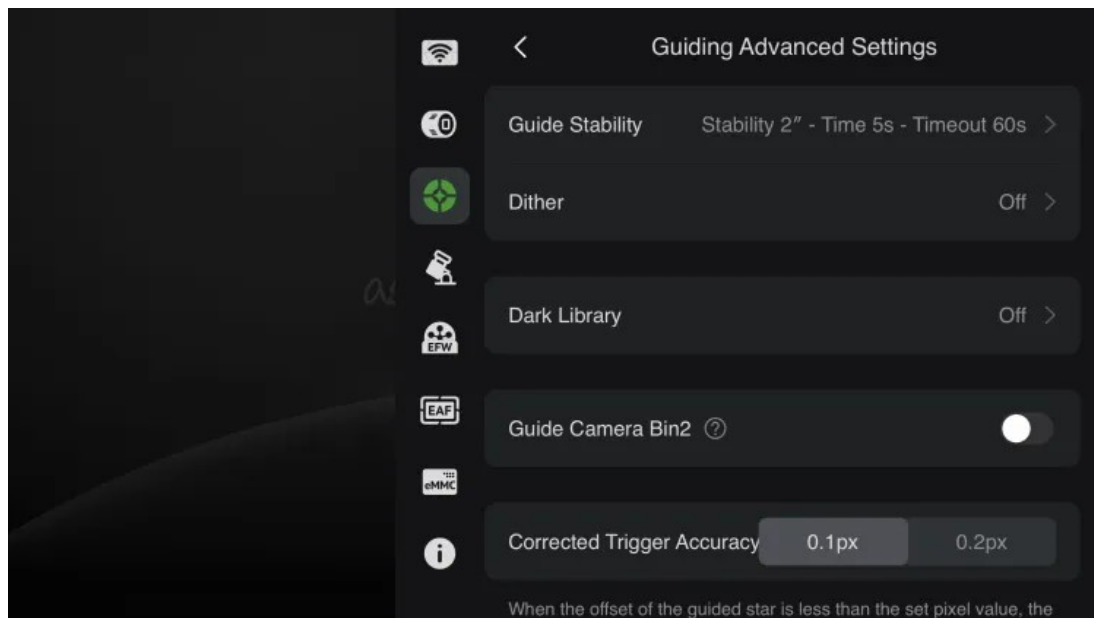 Guiding Advanced Settings
Guide Stability Stability 2″ - Time 5s - Timeout 60s
Dither Off
Dark Library Off
EFW
EAF
Guide Camera Bin2 ?
eMMC
Corrected Trigger Accuracy 0.1px 0.2px
When the offset of the guided star is less than the set pixel value, the